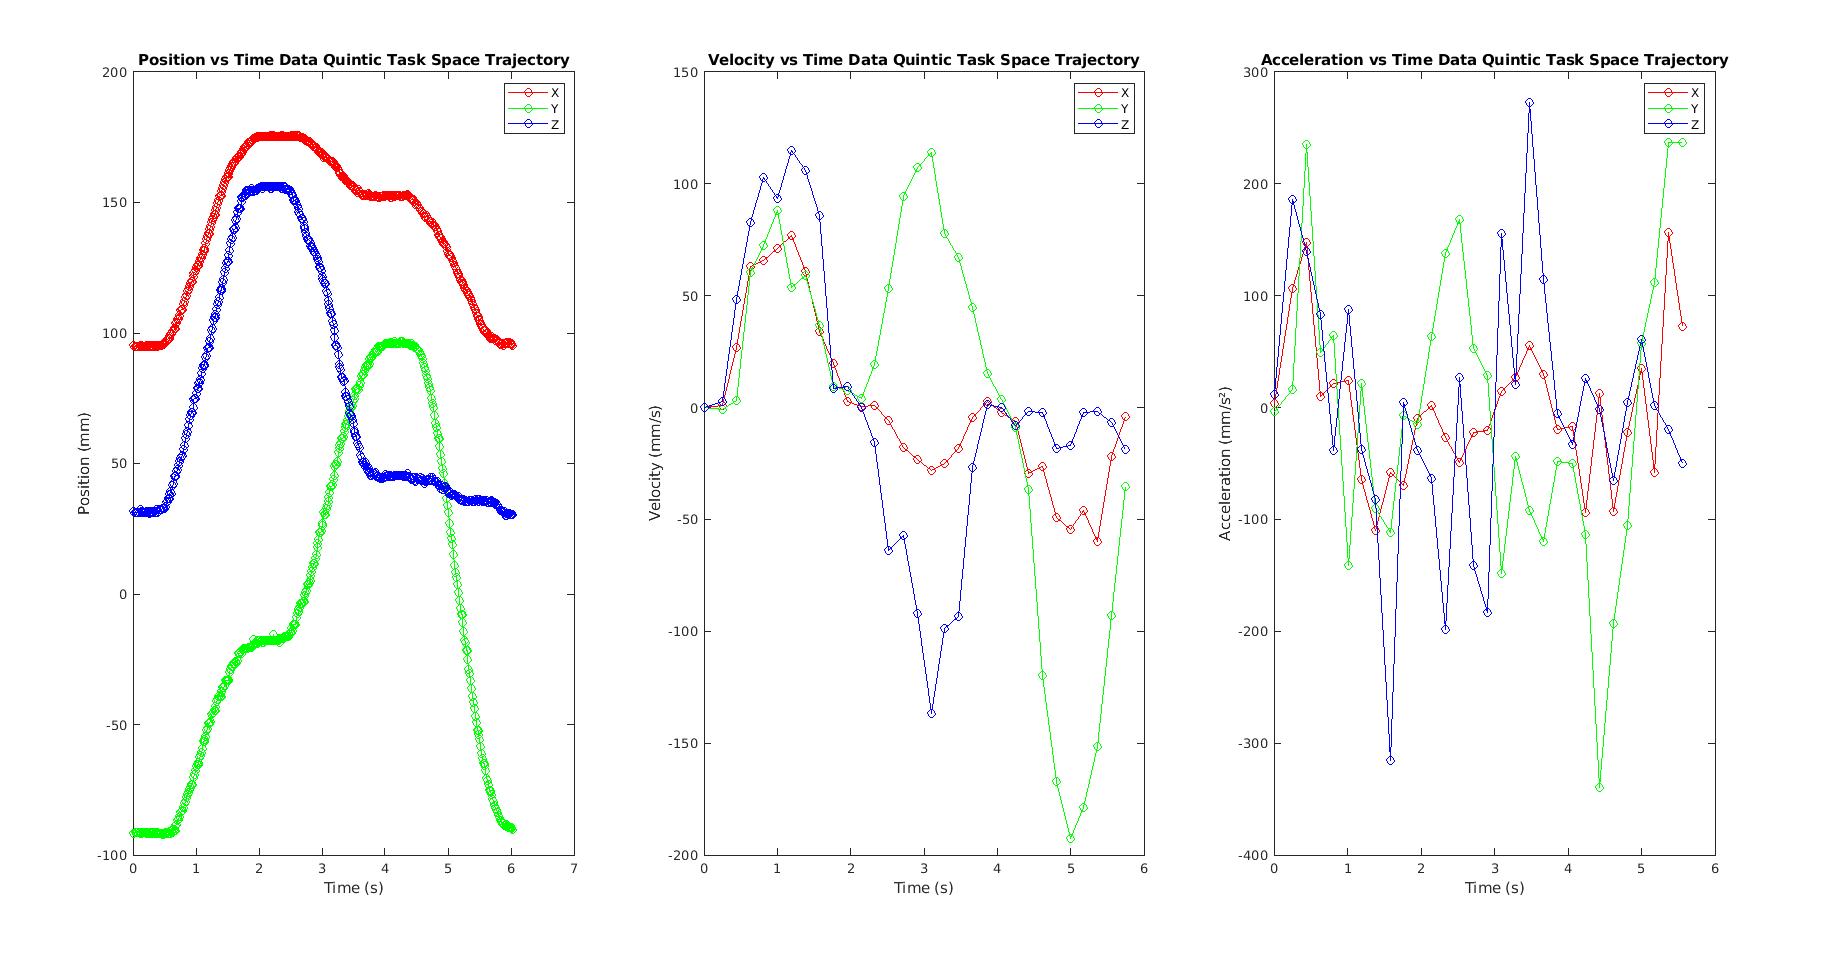 Position vs Time Data Quintic Task Space Trajectory
200
150
100
50
0
-50
-100
Position (mm)
0 1 2 3 4 5 6 7
Time (s)
X
Y
Z
Velocity vs Time Data Quintic Task Space Trajectory
150
100
50
0
-50
-100
-150
-200
Velocity (mm/s)
0 1 2 3 4 5 6
Time (s)
X
Y
Z
Acceleration vs Time Data Quintic Task Space Trajectory
300
200
100
0
-100
-200
-300
-400
Acceleration (mm/s²)
0 1 2 3 4 5 6
Time (s)
X
Y
Z